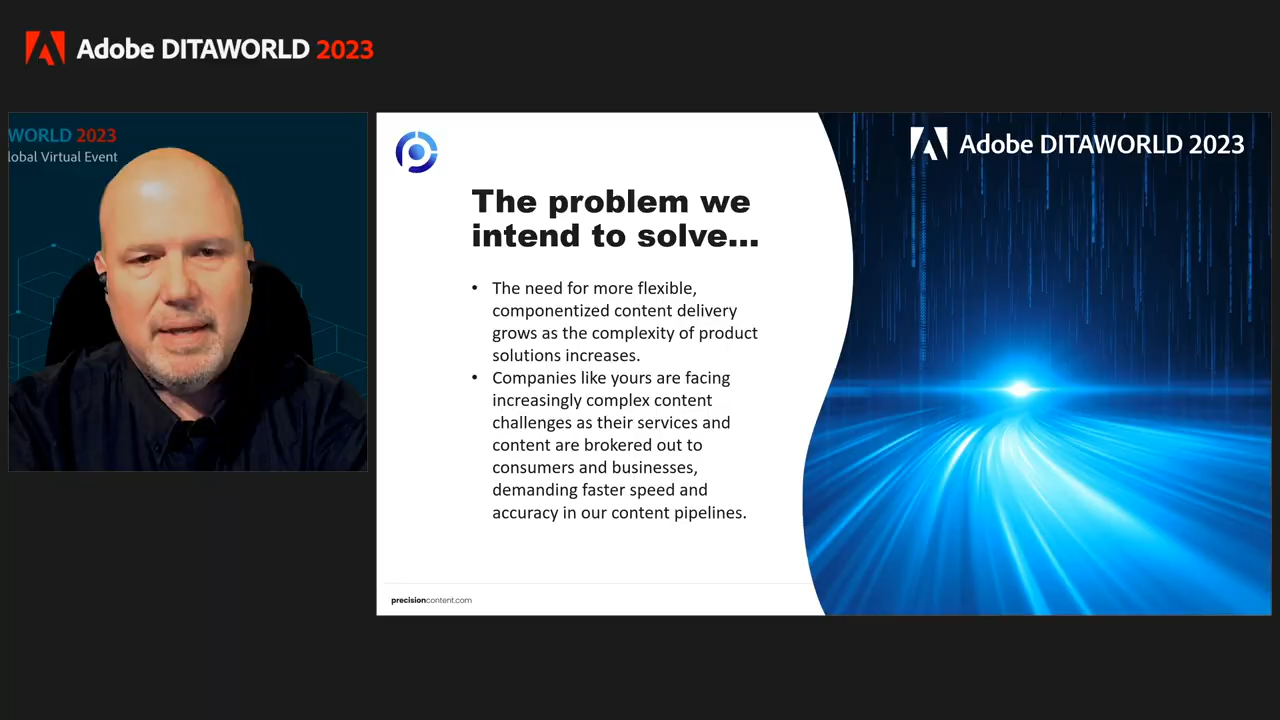 Adobe DITAWORLD 2023
WORLD 2023
lobal Virtual Event
Adobe DITAWORLD 2023
The problem we
intend to solve...
• The need for more flexible,
componentized content delivery
grows as the complexity of product
solutions increases.
• Companies like yours are facing
increasingly complex content
challenges as their services and
content are brokered out to
consumers and businesses,
demanding faster speed and
accuracy in our content pipelines.
precisioncontent.com